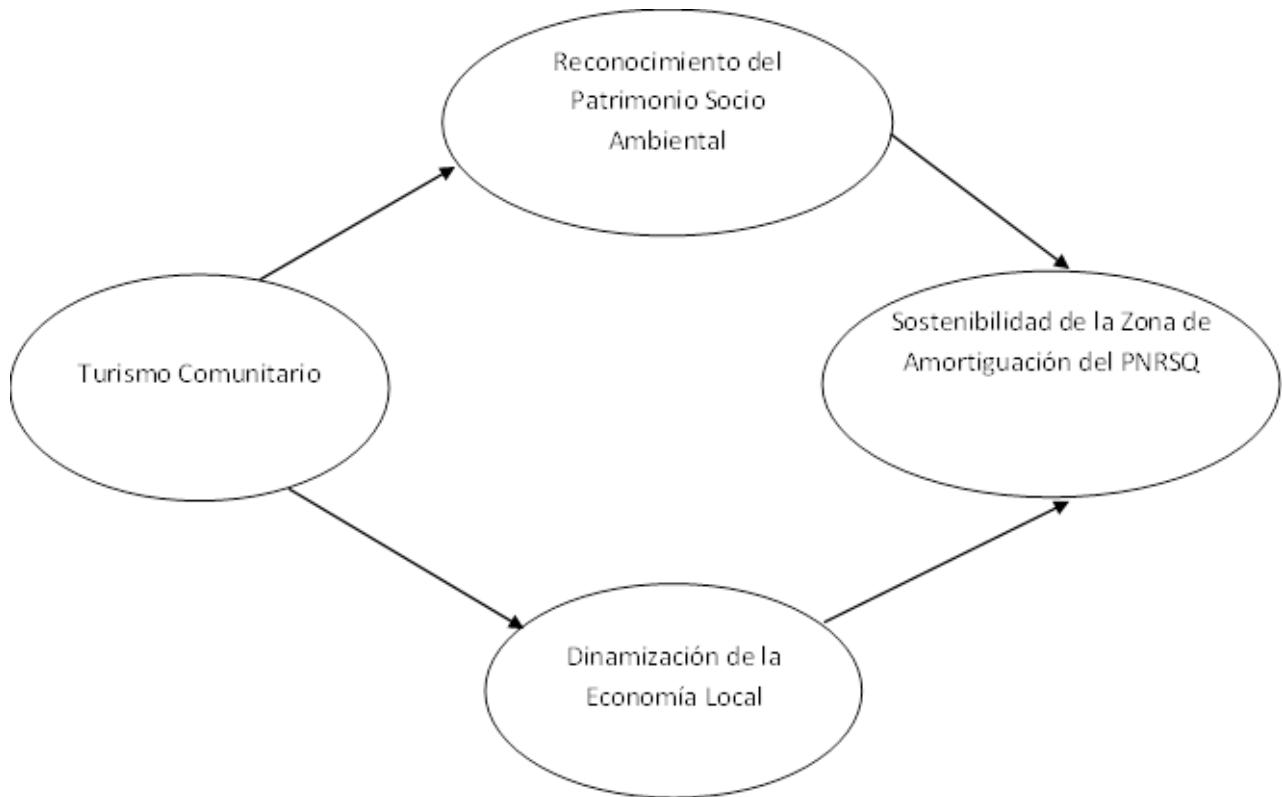 Reconocimiento del
Patrimonio Socio
Ambiental
Turismo Comunitario
Sostenibilidad de la Zona de
Amortiguación del PNRSQ
Dinamización de la
Economía Local